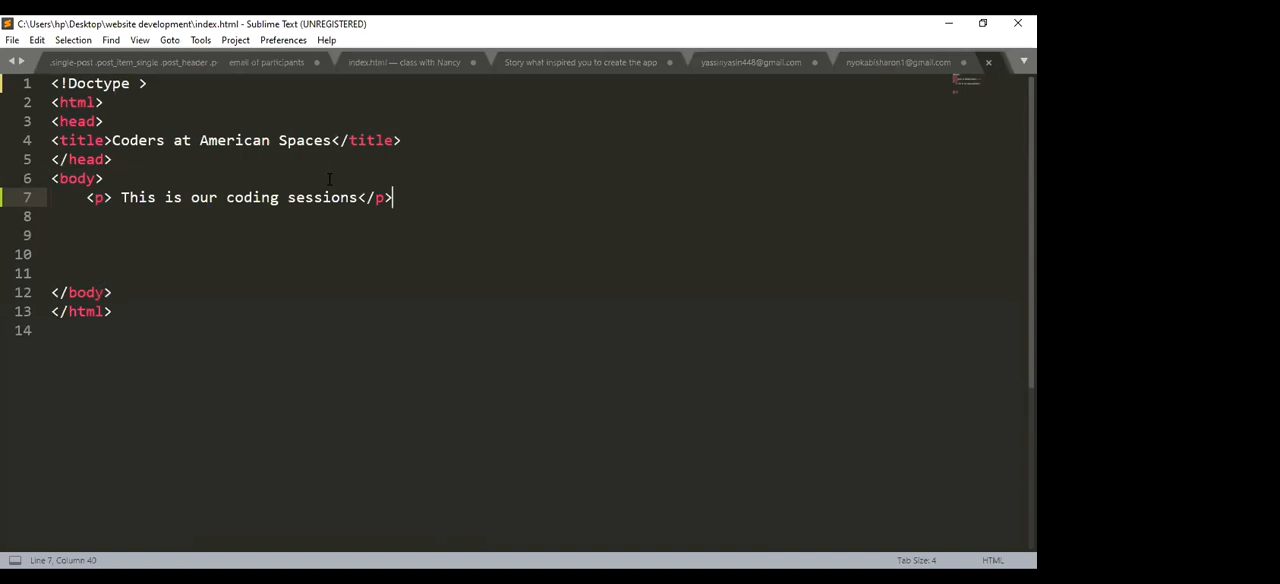 C:\Users\hp\Desktop\website development\index.html - Sublime Text (UNREGISTERED)
File Edit Selection Find View Goto Tools Project Preferences Help
.single-post .post_item_single .post_header .p- email of participants index.html — class with Nancy Story what inspired you to create the app yassinyasin448@gmail.com nyokabisharon1@gmail.com
1 <!Doctype >
2 <html>
3 <head>
4 <title>Coders at American Spaces</title>
5 </head>
6 <body>
7 <p> This is our coding sessions</p>
8
9
10
11
12 </body>
13 </html>
14
Line 7, Column 40 Tab Size: 4 HTML